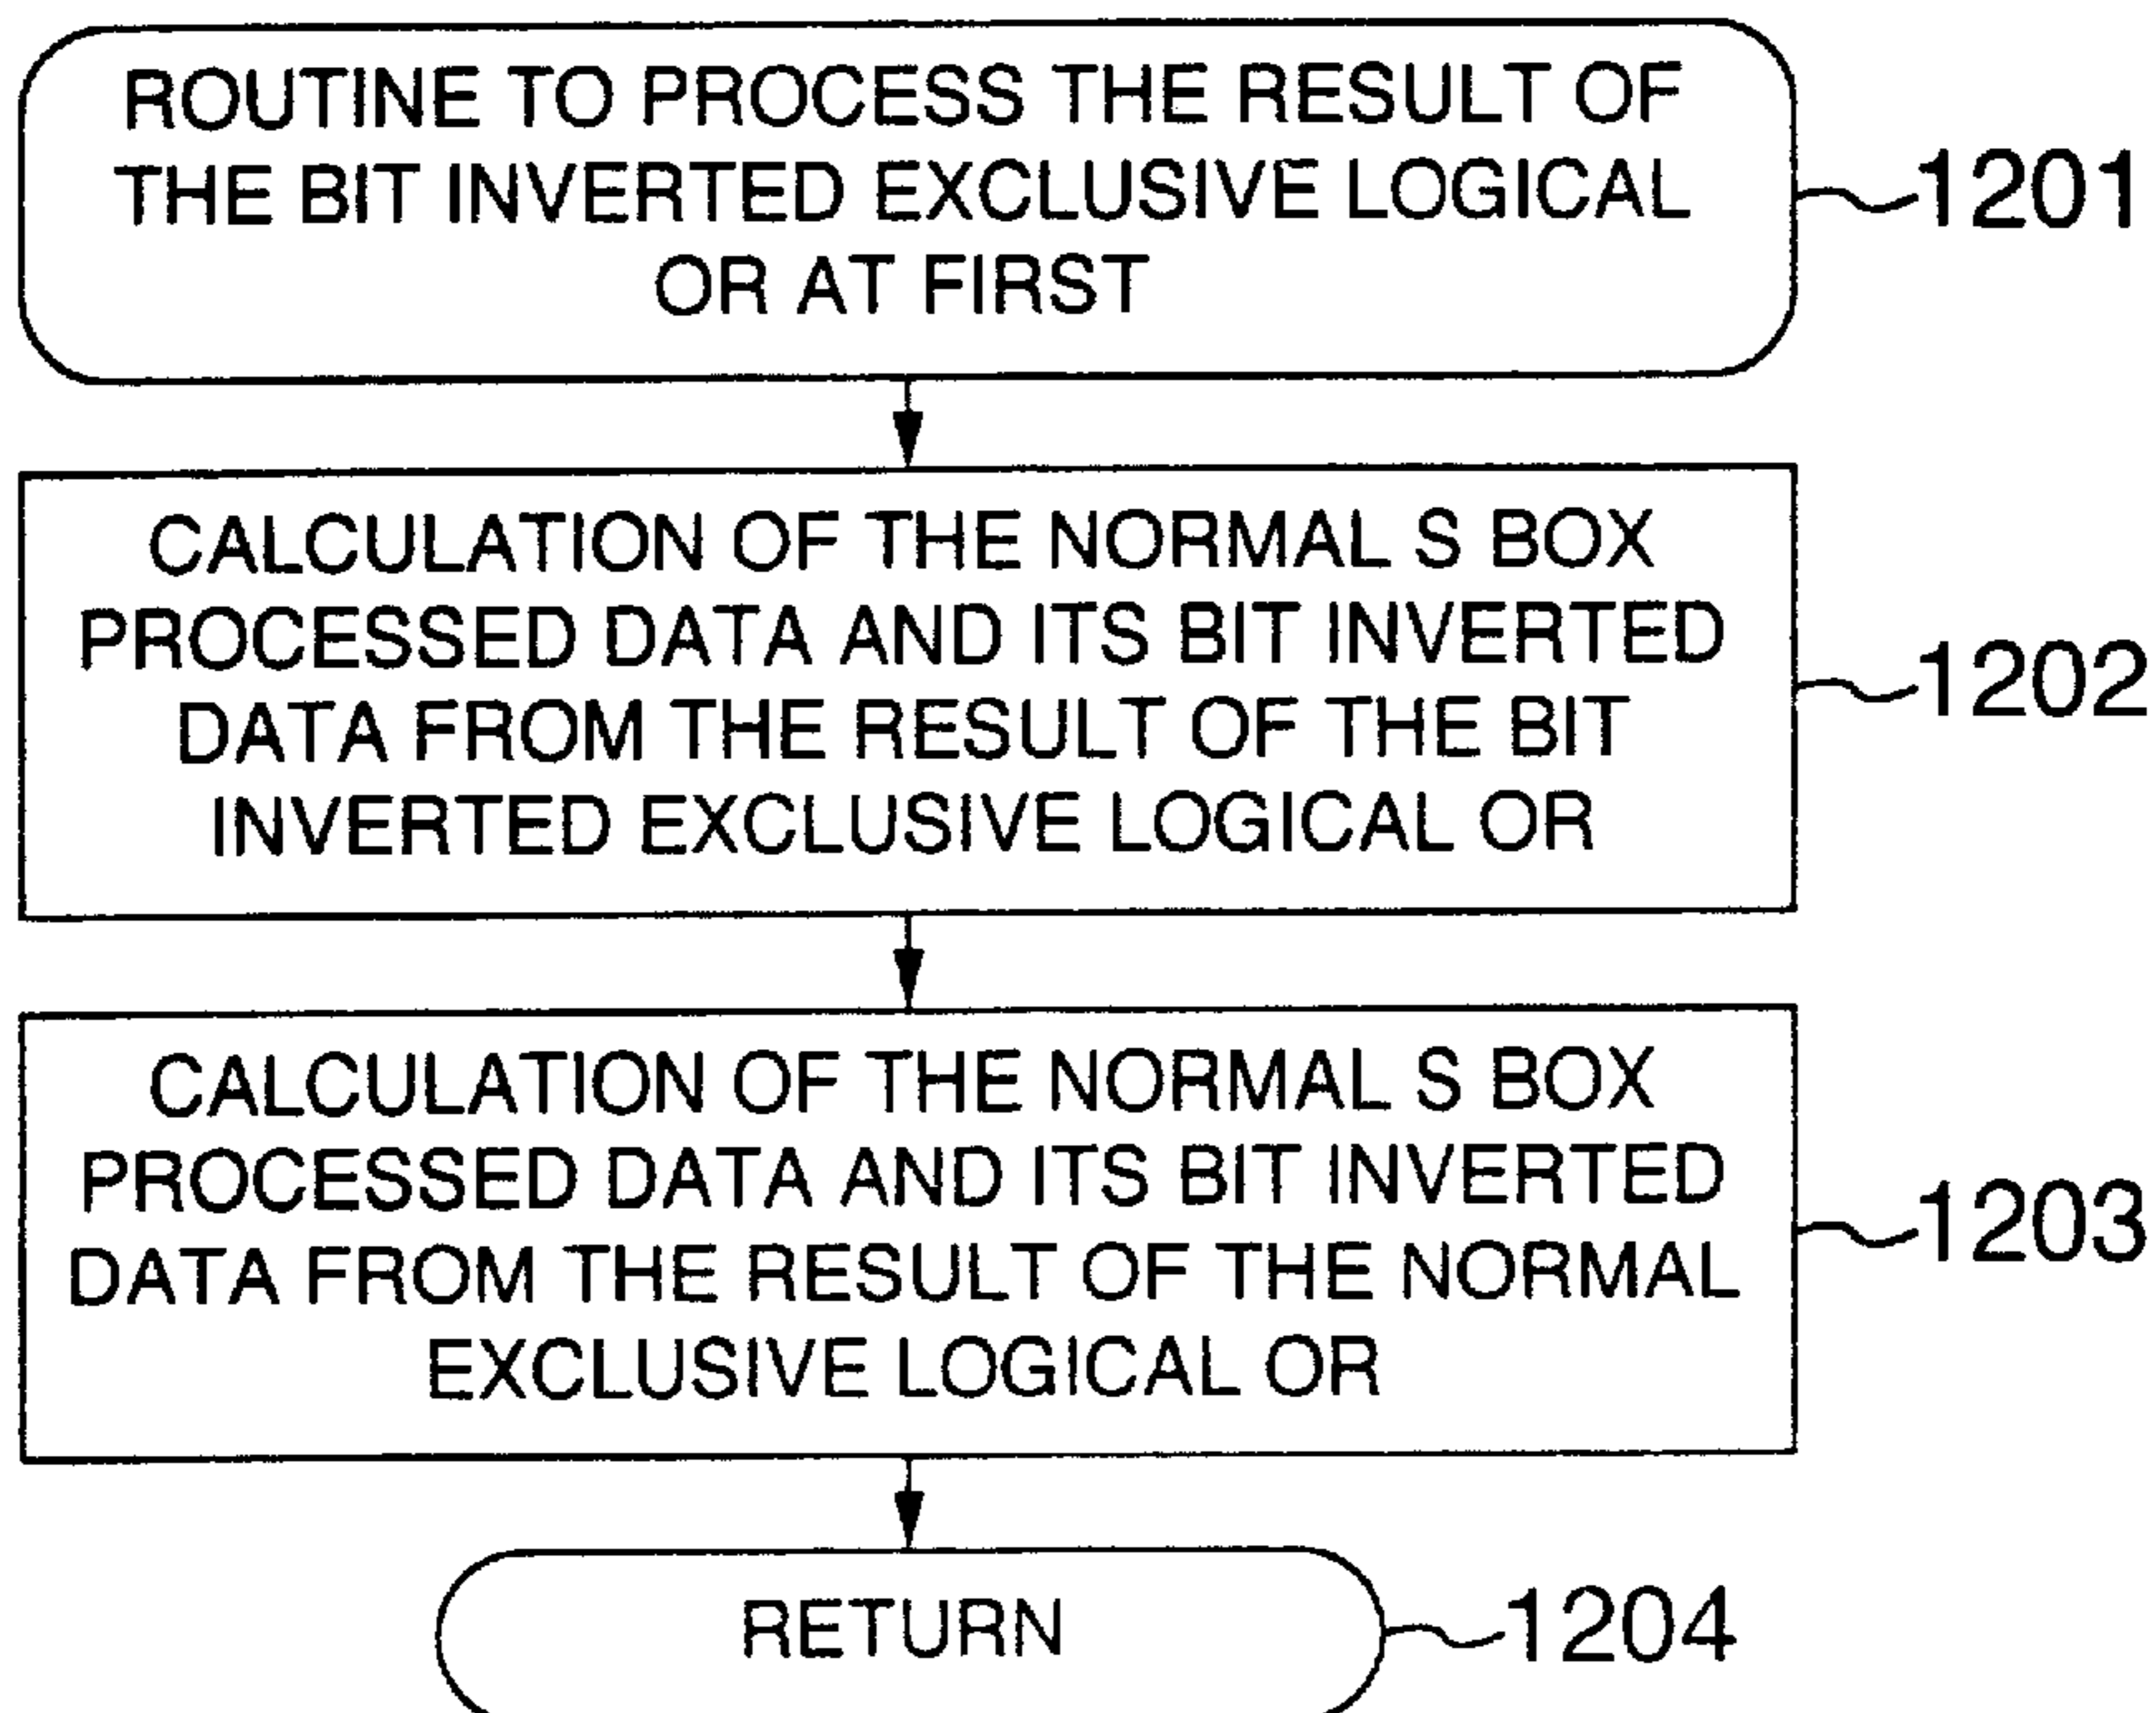 ROUTINE TO PROCESS THE RESULT OF
THE BIT INVERTED EXCLUSIVE LOGICAL
OR AT FIRST
1201
CALCULATION OF THE NORMAL S BOX
PROCESSED DATA AND ITS BIT INVERTED
DATA FROM THE RESULT OF THE BIT
INVERTED EXCLUSIVE LOGICAL OR
1202
CALCULATION OF THE NORMAL S BOX
PROCESSED DATA AND ITS BIT INVERTED
DATA FROM THE RESULT OF THE NORMAL
EXCLUSIVE LOGICAL OR
1203
RETURN
1204